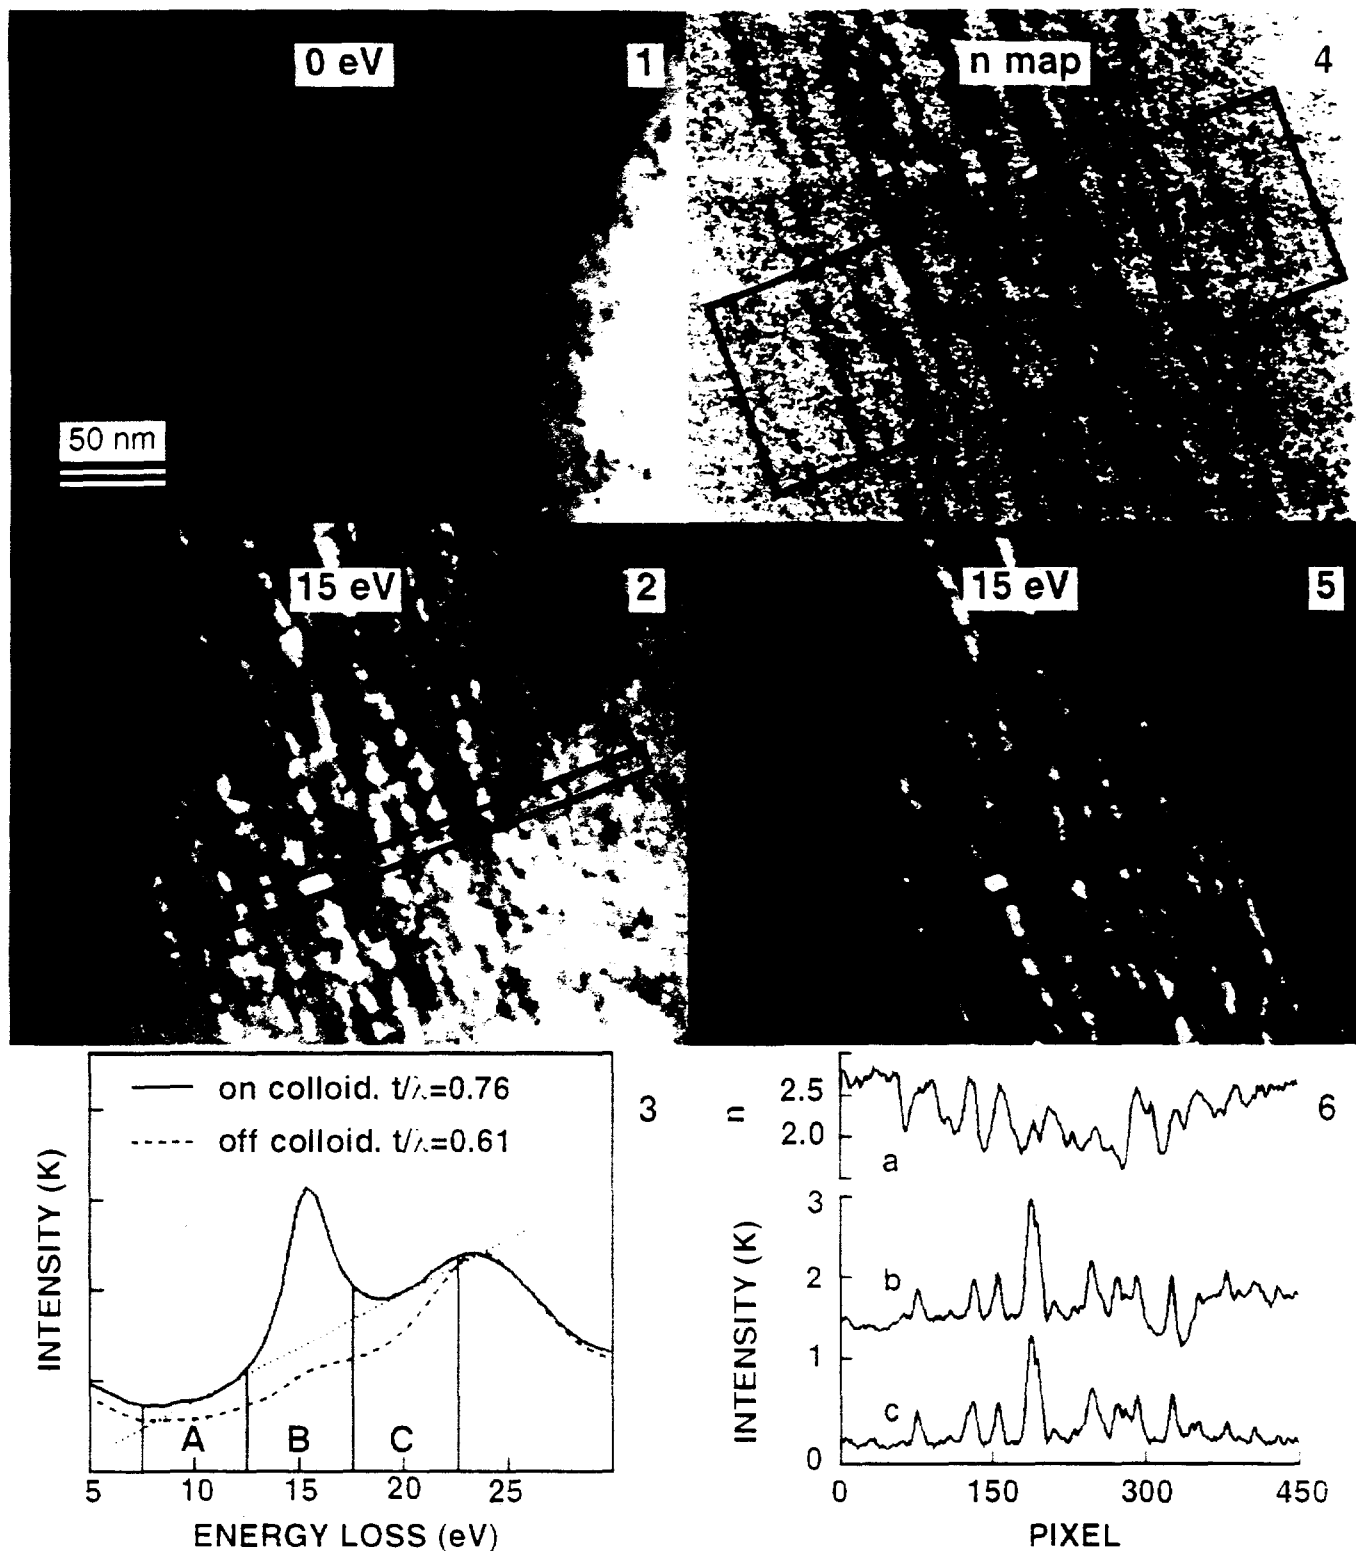 0 eV
1
50 nm
n map
4
15 eV
2
15 eV
5
on colloid. t/λ=0.76
off colloid. t/λ=0.61
3
INTENSITY (K)
A
B
C
5
10
15
20
25
ENERGY LOSS (eV)
n
2.5
2.0
a
6
INTENSITY (K)
3
2
1
0
b
c
0
150
300
450
PIXEL